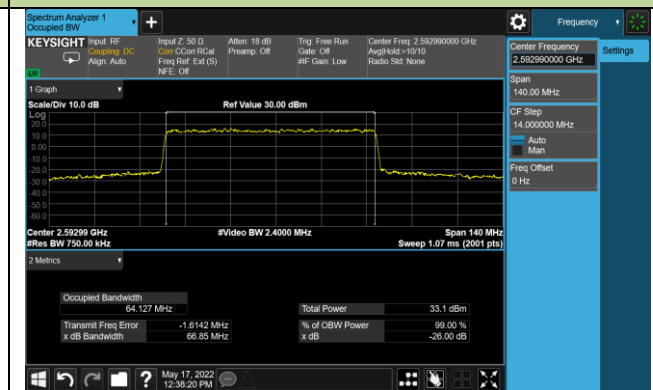 Spectrum Analyzer 1
Occupied BW
+
Frequency
KEYSIGHT
Input: RF
Coupling: DC
Align: Auto
Input Z: 50 Ω
Corr CCorr RCal
Freq Ref: Ext (S)
NFE: Off
Atten: 18 dB
Preamp: Off
Trig: Free Run
Gate: Off
#IF Gain: Low
Center Freq: 2.592990000 GHz
Avg|Hold:>10/10
Radio Std: None
Center Frequency
2.592990000 GHz
Settings
Span
140.00 MHz
CF Step
14.000000 MHz
Auto
Man
Freq Offset
0 Hz
1 Graph
Scale/Div 10.0 dB
Ref Value 30.00 dBm
Log
20.0
10.0
0.00
-10.0
-20.0
-30.0
-40.0
-50.0
-60.0
Center 2.59299 GHz
#Video BW 2.4000 MHz
Span 140 MHz
#Res BW 750.00 kHz
Sweep 1.07 ms (2001 pts)
2 Metrics
Occupied Bandwidth
64.127 MHz
Total Power 33.1 dBm
Transmit Freq Error -1.6142 MHz
% of OBW Power 99.00 %
x dB Bandwidth 66.85 MHz
x dB -26.00 dB
?
May 17, 2022
12:38:20 PM